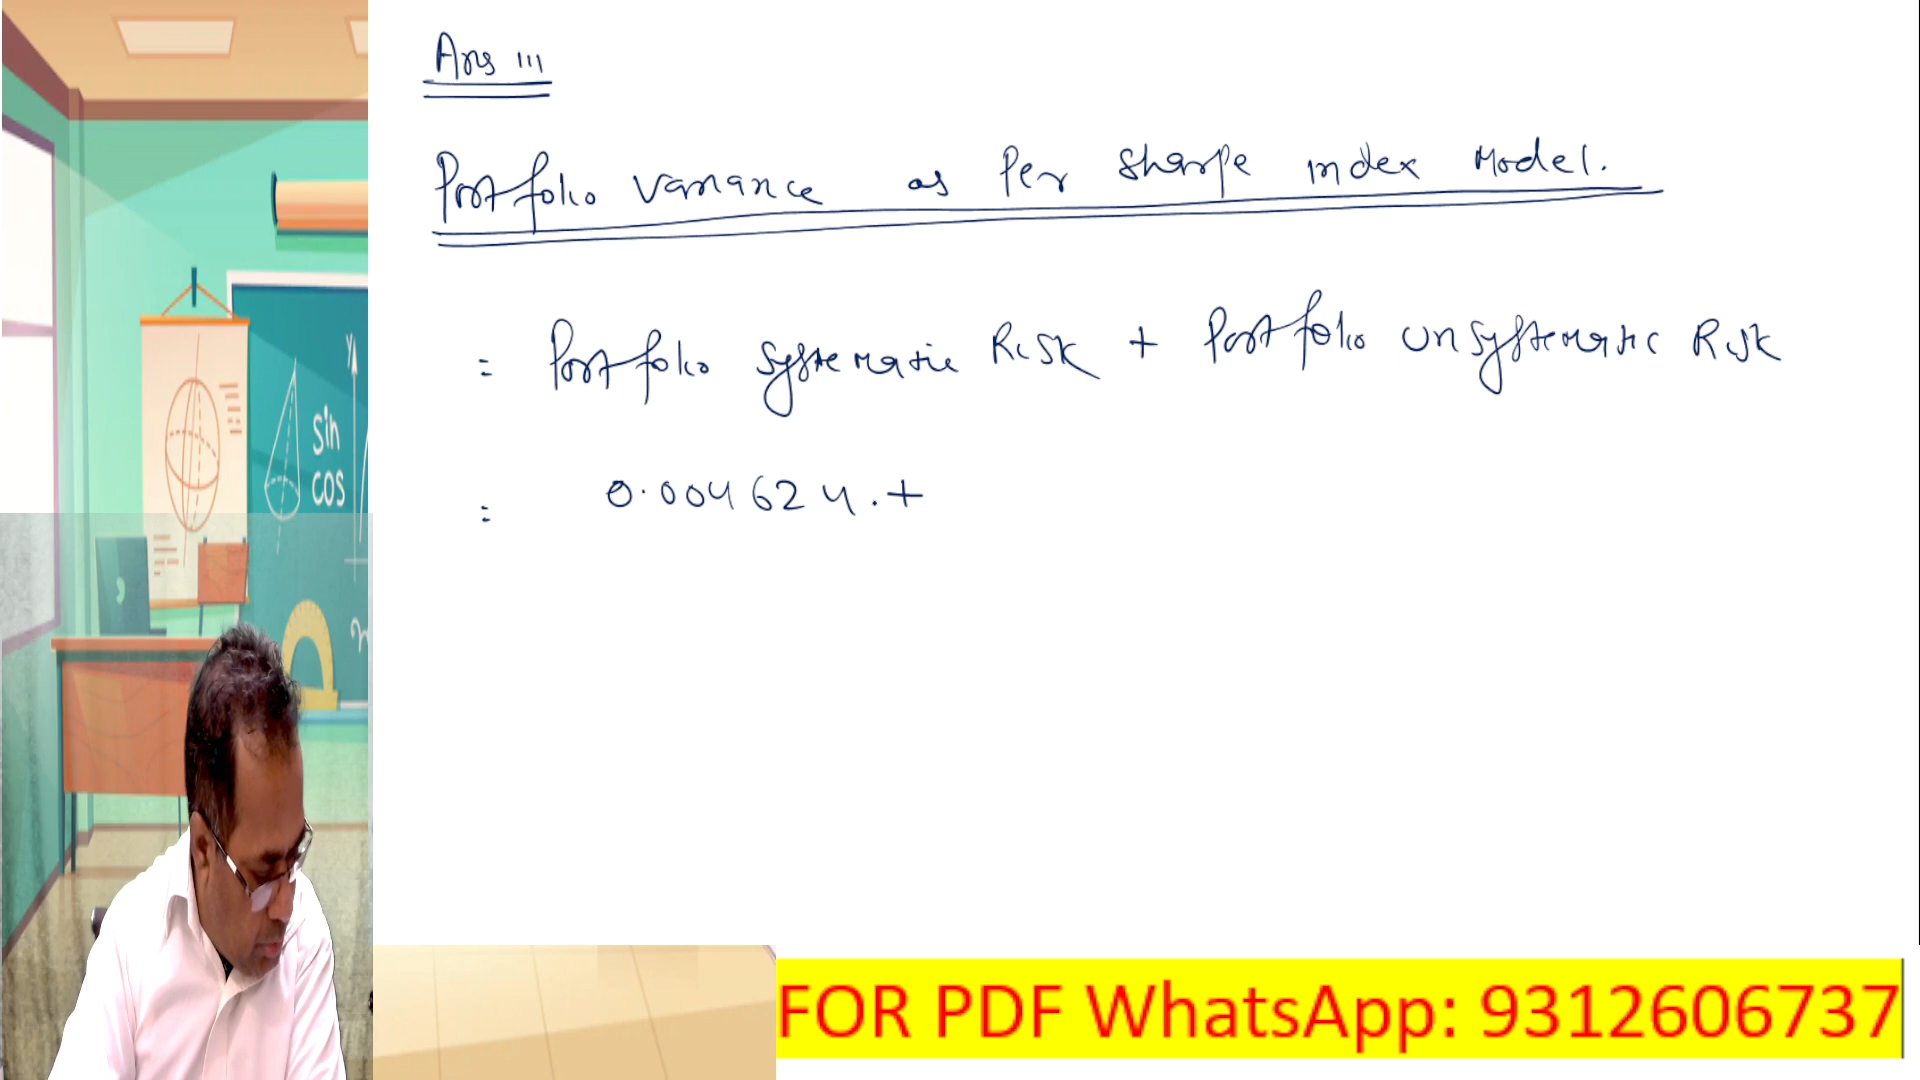 Ans III
Portfolio variance as per Sharpe index Model.
= Portfolio systematic Risk + Portfolio unsystematic Risk
= 0.004624.+
sin
cos
y
FOR PDF WhatsApp: 9312606737